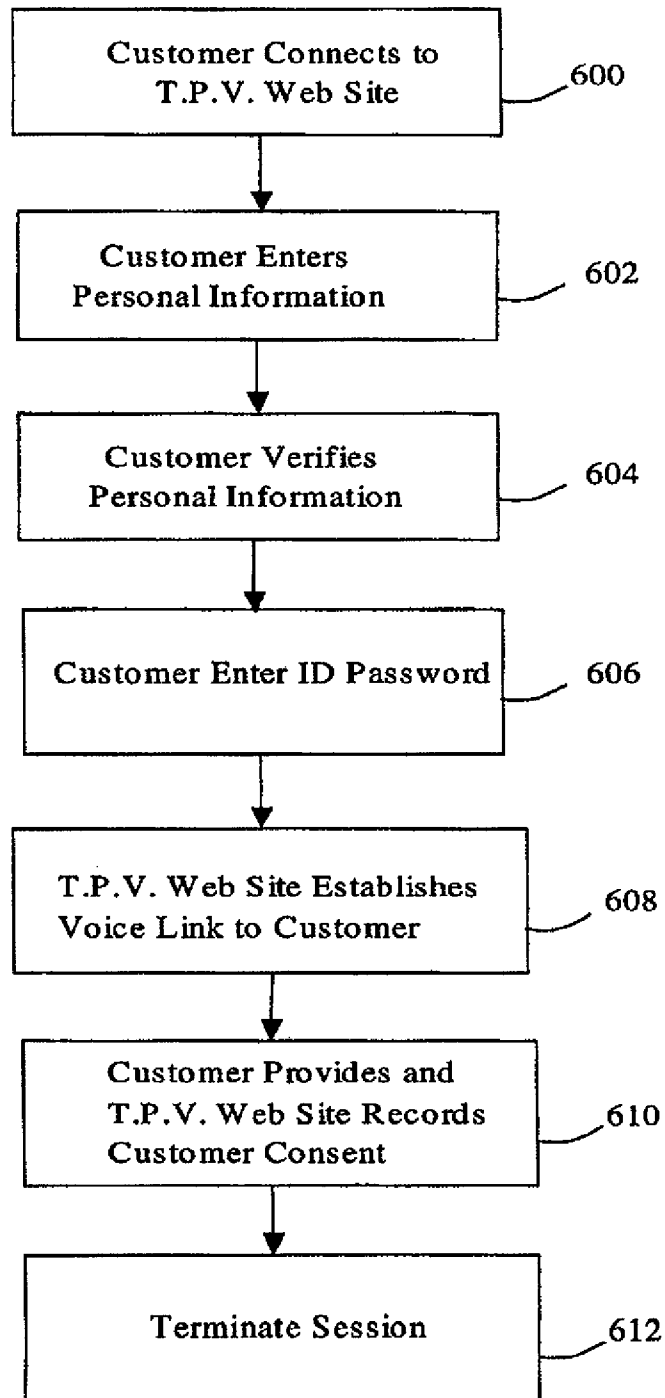 Customer Connects to
T.P.V. Web Site
600
Customer Enters
Personal Information
602
Customer Verifies
Personal Information
604
Customer Enter ID Password
606
T.P.V. Web Site Establishes
Voice Link to Customer
608
Customer Provides and
T.P.V. Web Site Records
Customer Consent
610
Terminate Session
612